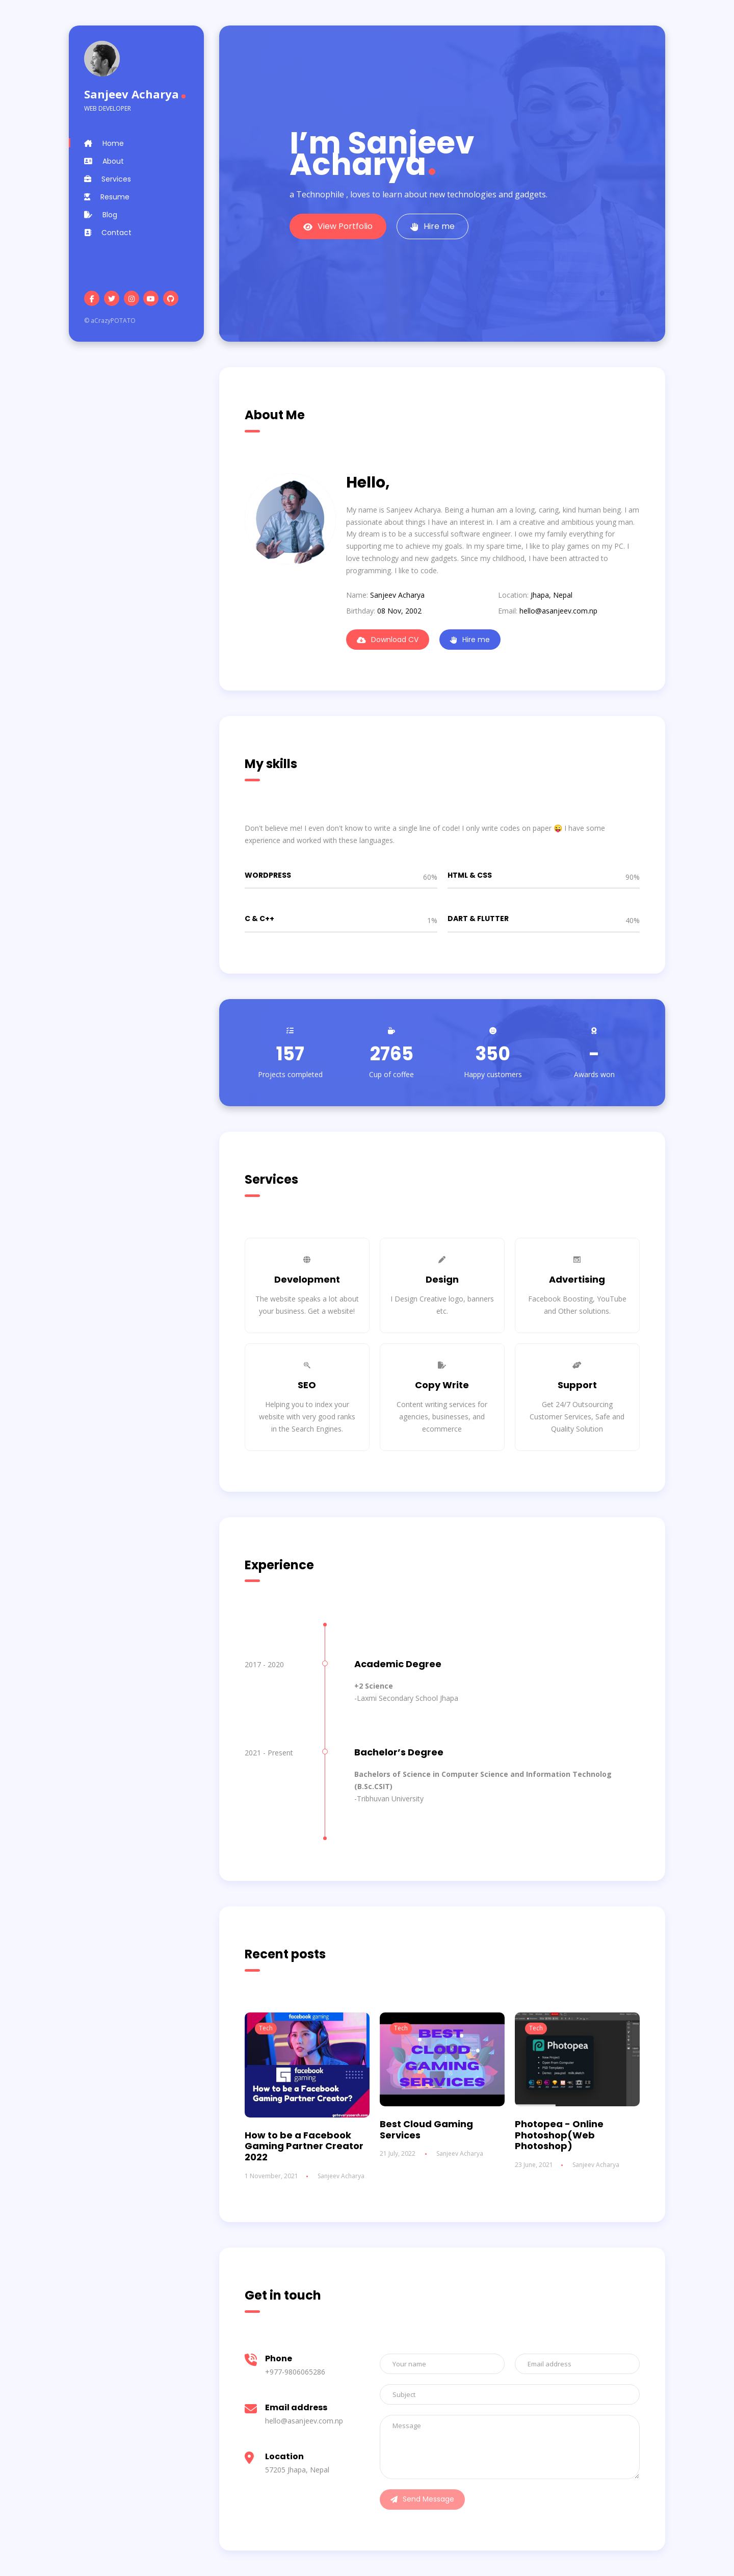 Sanjeev Acharya.
WEB DEVELOPER
Home
About
Services
Resume
Blog
Contact
© aCrazyPOTATO
I’m Sanjeev
Acharya.
a Technophile , loves to learn about new technologies and gadgets.
View Portfolio
Hire me
About Me
Hello,
My name is Sanjeev Acharya. Being a human am a loving, caring, kind human being. I am
passionate about things I have an interest in. I am a creative and ambitious young man.
My dream is to be a successful software engineer. I owe my family everything for
supporting me to achieve my goals. In my spare time, I like to play games on my PC. I
love technology and new gadgets. Since my childhood, I have been attracted to
programming. I like to code.
Name: Sanjeev Acharya
Location: Jhapa, Nepal
Birthday: 08 Nov, 2002
Email: hello@asanjeev.com.np
Download CV
Hire me
My skills
Don't believe me! I even don't know to write a single line of code! I only write codes on paper 😜 I have some
experience and worked with these languages.
WORDPRESS 60%
HTML & CSS 90%
C & C++ 1%
DART & FLUTTER 40%
157
Projects completed
2765
Cup of coffee
350
Happy customers
–
Awards won
Services
Development
The website speaks a lot about
your business. Get a website!
Design
I Design Creative logo, banners
etc.
Advertising
Facebook Boosting, YouTube
and Other solutions.
SEO
Helping you to index your
website with very good ranks
in the Search Engines.
Copy Write
Content writing services for
agencies, businesses, and
ecommerce
Support
Get 24/7 Outsourcing
Customer Services, Safe and
Quality Solution
Experience
2017 - 2020
Academic Degree
+2 Science
-Laxmi Secondary School Jhapa
2021 - Present
Bachelor’s Degree
Bachelors of Science in Computer Science and Information Technolog
(B.Sc.CSIT)
-Tribhuvan University
Recent posts
facebook gaming
Tech
facebook
gaming
How to be a Facebook
Gaming Partner Creator?
How to be a Facebook
Gaming Partner Creator
2022
1 November, 2021 • Sanjeev Acharya
Tech
BEST
CLOUD
GAMING
SERVICES
Best Cloud Gaming
Services
21 July, 2022 • Sanjeev Acharya
Tech
Photopea
Photopea - Online
Photoshop(Web
Photoshop)
23 June, 2021 • Sanjeev Acharya
Get in touch
Phone
+977-9806065286
Email address
hello@asanjeev.com.np
Location
57205 Jhapa, Nepal
Your name
Email address
Subject
Message
Send Message